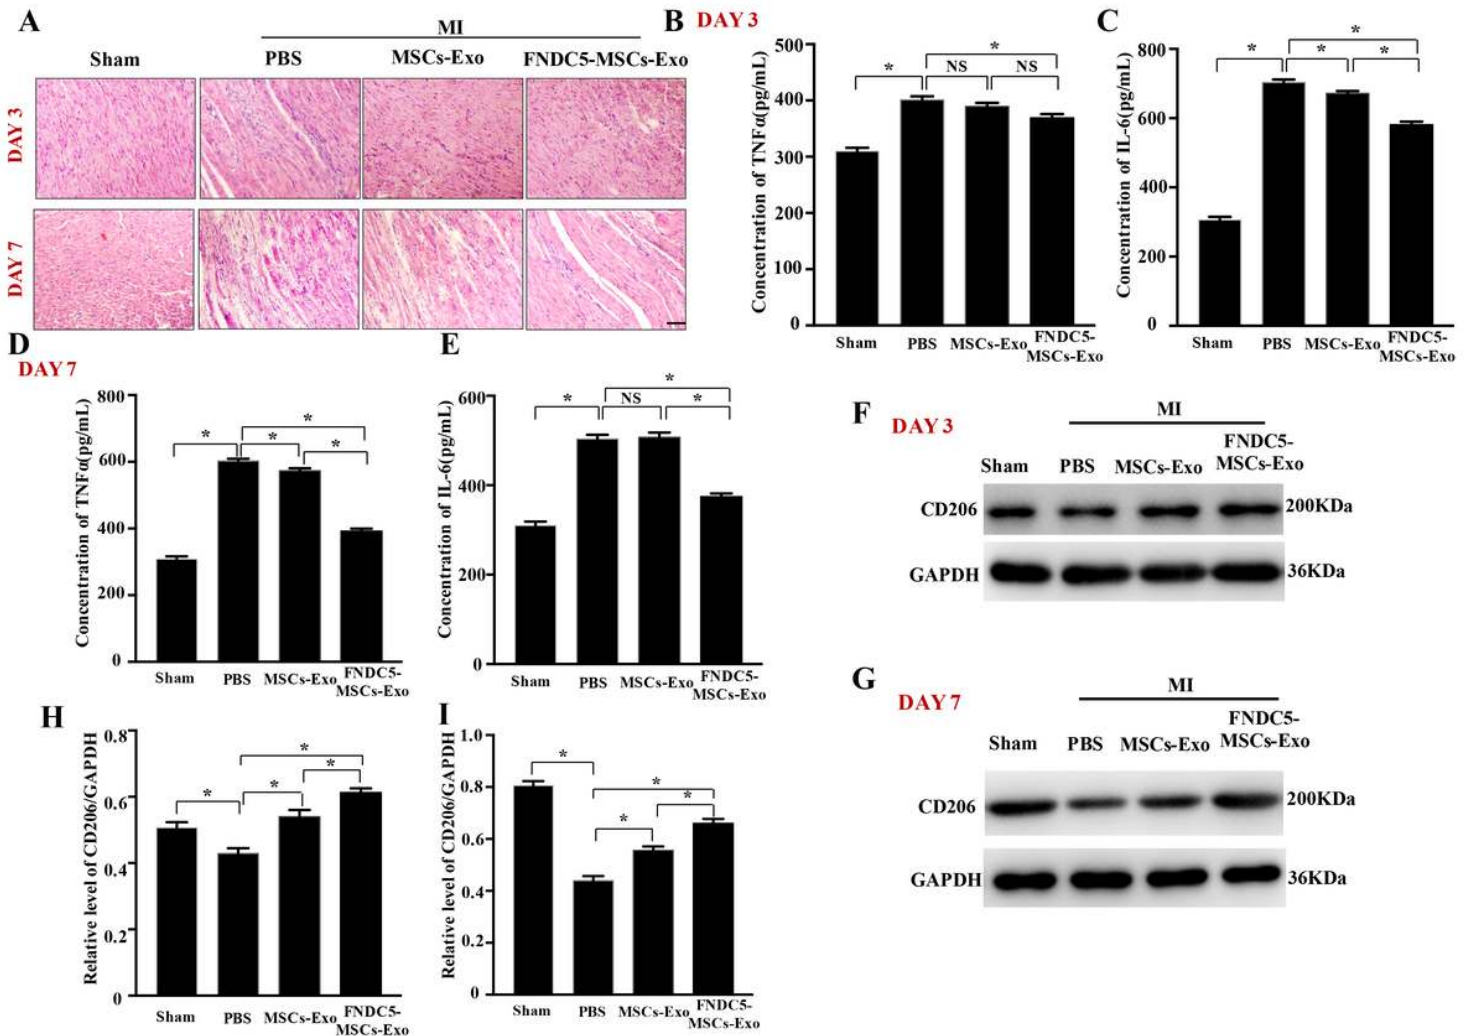 A
MI
Sham
PBS
MSCs-Exo
FNDC5-MSCs-Exo
DAY 3
DAY 7
B
DAY 3
Concentration of TNFα(pg/mL)
500
400
300
200
100
0
*
NS
NS
*
Sham
PBS
MSCs-Exo
FNDC5-
MSCs-Exo
C
Concentration of IL-6(pg/mL)
800
600
400
200
0
*
*
*
*
Sham
PBS
MSCs-Exo
FNDC5-
MSCs-Exo
D
DAY 7
Concentration of TNFα(pg/mL)
800
600
400
200
0
*
*
*
*
Sham
PBS
MSCs-Exo
FNDC5-
MSCs-Exo
E
Concentration of IL-6(pg/mL)
600
400
200
0
*
NS
*
*
Sham
PBS
MSCs-Exo
FNDC5-
MSCs-Exo
F
DAY 3
MI
Sham
PBS
MSCs-Exo
FNDC5-
MSCs-Exo
CD206
200KDa
GAPDH
36KDa
G
DAY 7
MI
Sham
PBS
MSCs-Exo
FNDC5-
MSCs-Exo
CD206
200KDa
GAPDH
36KDa
H
Relative level of CD206/GAPDH
0.8
0.6
0.4
0.2
0
*
*
*
*
Sham
PBS
MSCs-Exo
FNDC5-
MSCs-Exo
I
Relative level of CD206/GAPDH
1.0
0.8
0.6
0.4
0.2
0
*
*
*
*
Sham
PBS
MSCs-Exo
FNDC5-
MSCs-Exo